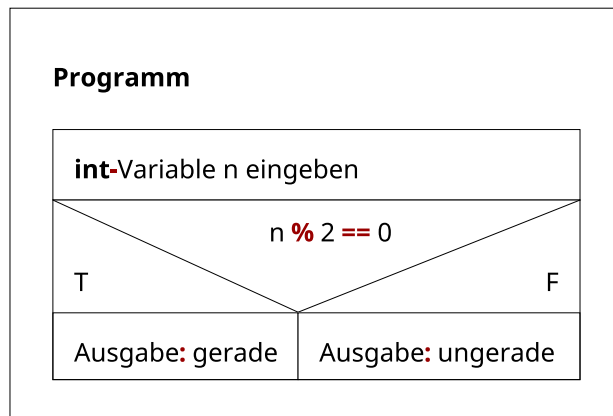 Programm
int-Variable n eingeben
n % 2 == 0
T
F
Ausgabe: gerade
Ausgabe: ungerade